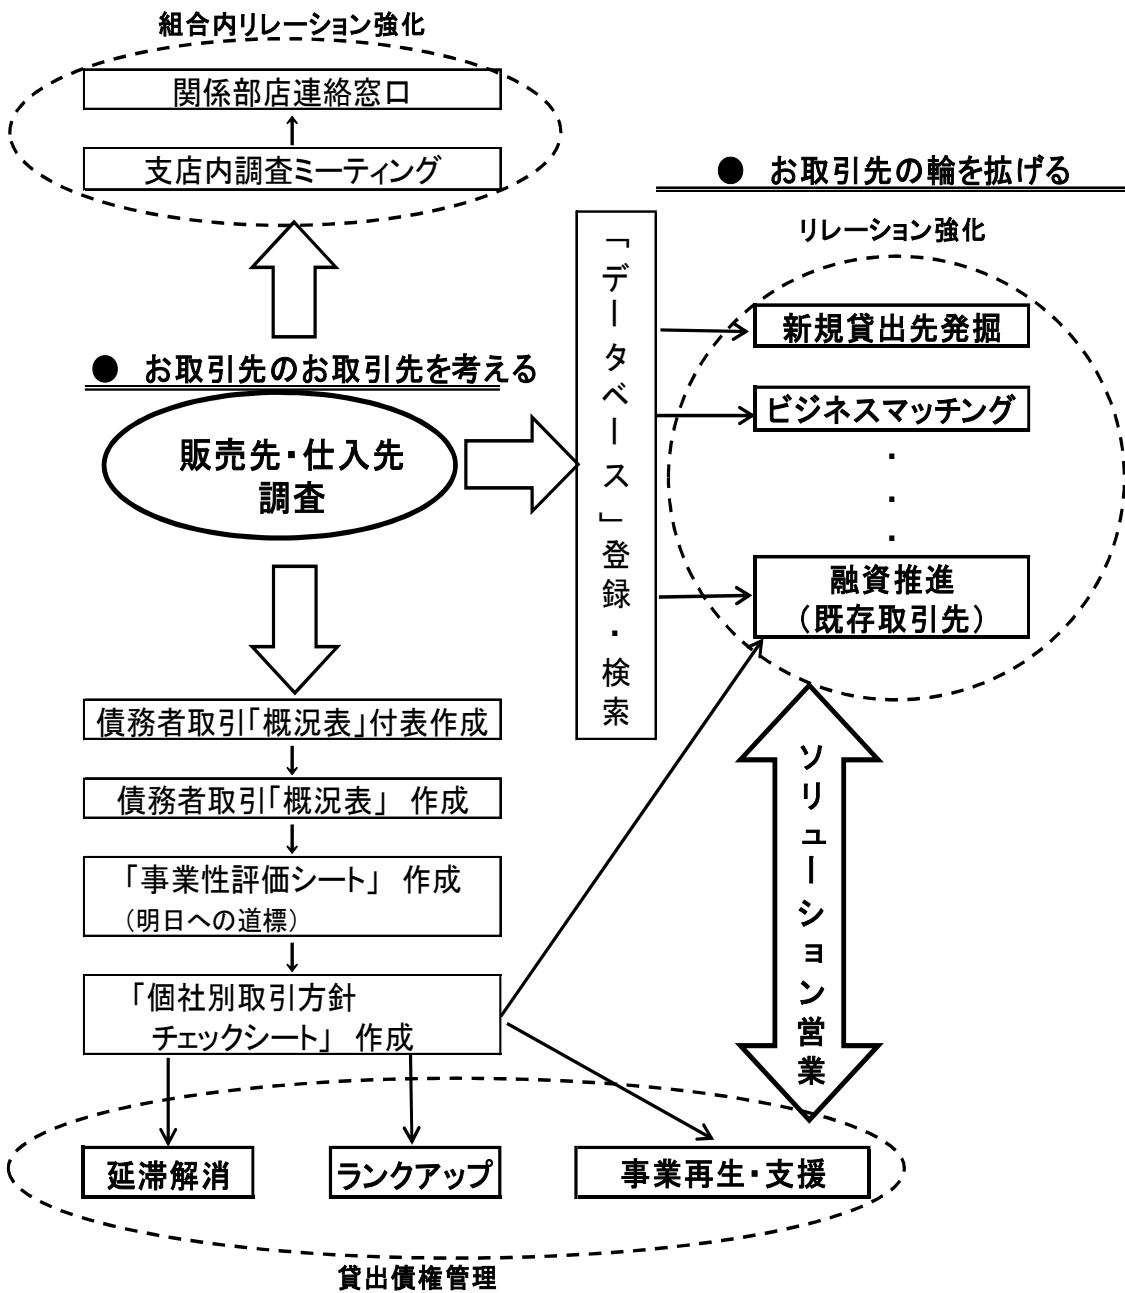 組合内リレーション強化
関係部店連絡窓口
支店内調査ミーティング
● お取引先の輪を拡げる
リレーション強化
「データベース」登録・検索
新規貸出先発掘
● お取引先のお取引先を考える
ビジネスマッチング
・
・
・
販売先・仕入先
調査
融資推進
（既存取引先）
債務者取引「概況表」付表作成
債務者取引「概況表」 作成
「事業性評価シート」 作成
（明日への道標）
「個社別取引方針
チェックシート」 作成
ソリューション営業
延滞解消
ランクアップ
事業再生・支援
貸出債権管理